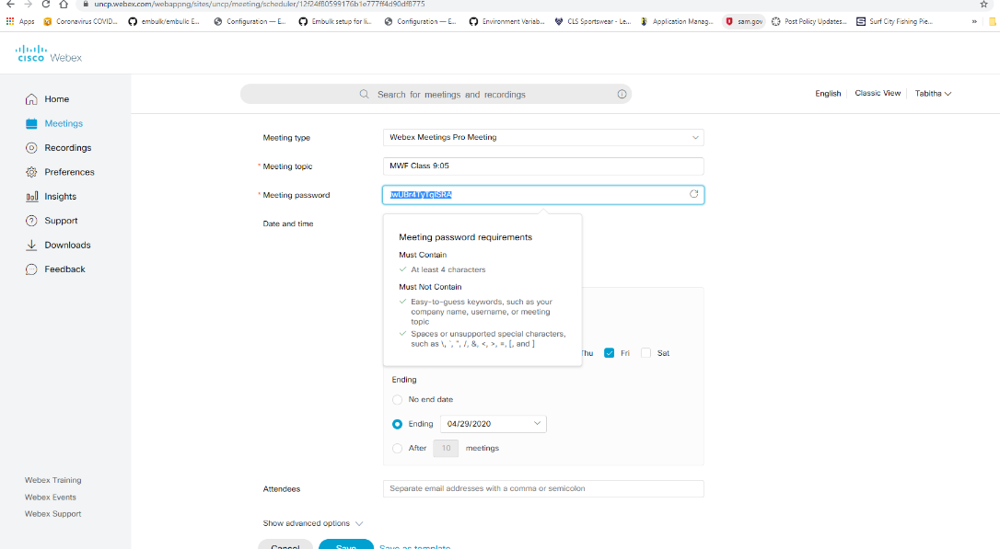 uncp.webex.com/webappng/sites/uncp/meeting/scheduler/12f24f80599176b1e777ff4d90df8775
Apps Coronavirus COVID... embulk/embulk E... Configuration — E... Embulk setup for li... Configuration — E... Environment Variab... CLS Sportswear - Le... Application Manag... sam.gov Post Policy Updates... Surf City Fishing Pie... »
cisco Webex
Search for meetings and recordings
English Classic View Tabitha
Home
Meetings
Recordings
Preferences
Insights
Support
Downloads
Feedback
Webex Training
Webex Events
Webex Support
Meeting type Webex Meetings Pro Meeting
* Meeting topic MWF Class 9:05
* Meeting password
Date and time
Meeting password requirements
Must Contain
At least 4 characters
Must Not Contain
Easy-to-guess keywords, such as your
company name, username, or meeting
topic
Spaces or unsupported special characters,
such as \, `, ", /, &, <, >, =, [, and ]
Thu Fri Sat
Ending
No end date
Ending 04/29/2020
After 10 meetings
Attendees Separate email addresses with a comma or semicolon
Show advanced options
Cancel Save Save as template